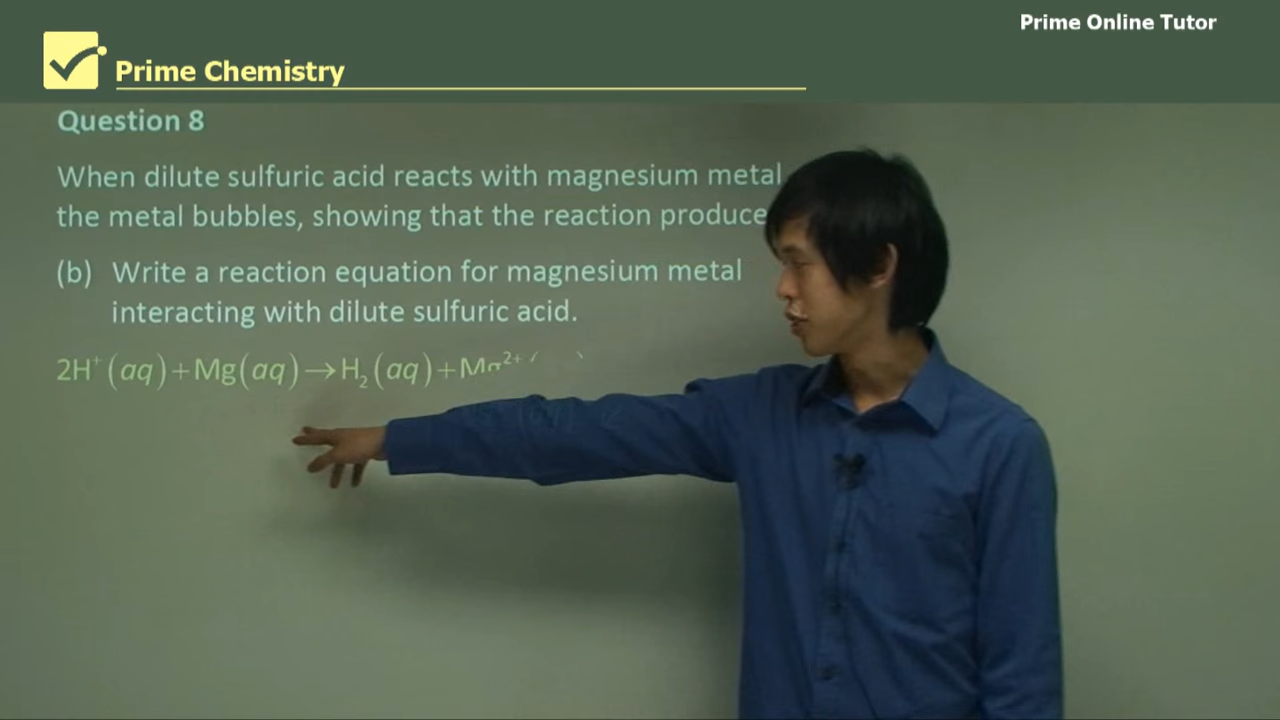 Prime Online Tutor
Prime Chemistry
Question 8
When dilute sulfuric acid reacts with magnesium metal
the metal bubbles, showing that the reaction produce
(b) Write a reaction equation for magnesium metal
interacting with dilute sulfuric acid.
2H⁺(aq)+Mg(aq)→H₂(aq)+Mg²⁺